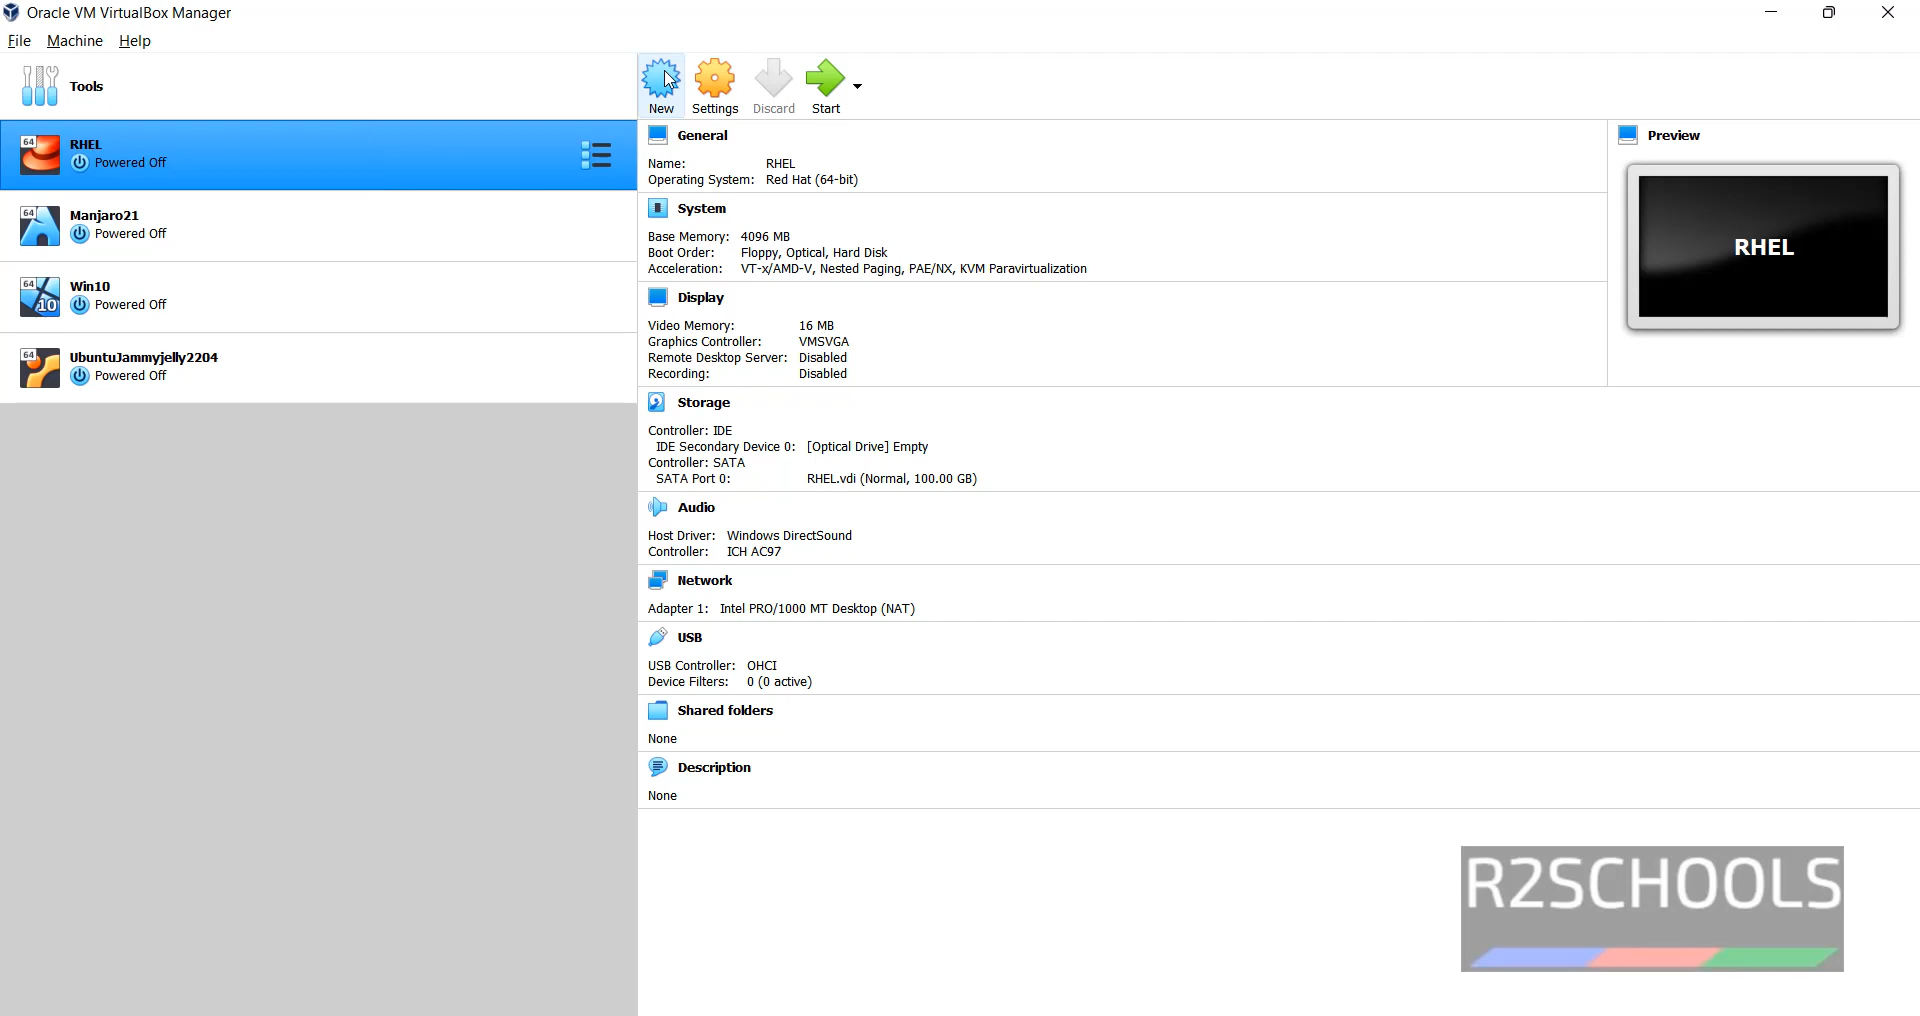 Oracle VM VirtualBox Manager
File Machine Help
Tools
New Settings Discard Start
64 RHEL
Powered Off
64 Manjaro21
Powered Off
64 10 Win10
Powered Off
64 UbuntuJammyjelly2204
Powered Off
General
Name: RHEL
Operating System: Red Hat (64-bit)
System
Base Memory: 4096 MB
Boot Order: Floppy, Optical, Hard Disk
Acceleration: VT-x/AMD-V, Nested Paging, PAE/NX, KVM Paravirtualization
Display
Video Memory: 16 MB
Graphics Controller: VMSVGA
Remote Desktop Server: Disabled
Recording: Disabled
Preview
RHEL
Storage
Controller: IDE
IDE Secondary Device 0: [Optical Drive] Empty
Controller: SATA
SATA Port 0: RHEL.vdi (Normal, 100.00 GB)
Audio
Host Driver: Windows DirectSound
Controller: ICH AC97
Network
Adapter 1: Intel PRO/1000 MT Desktop (NAT)
USB
USB Controller: OHCI
Device Filters: 0 (0 active)
Shared folders
None
Description
None
R2SCHOOLS